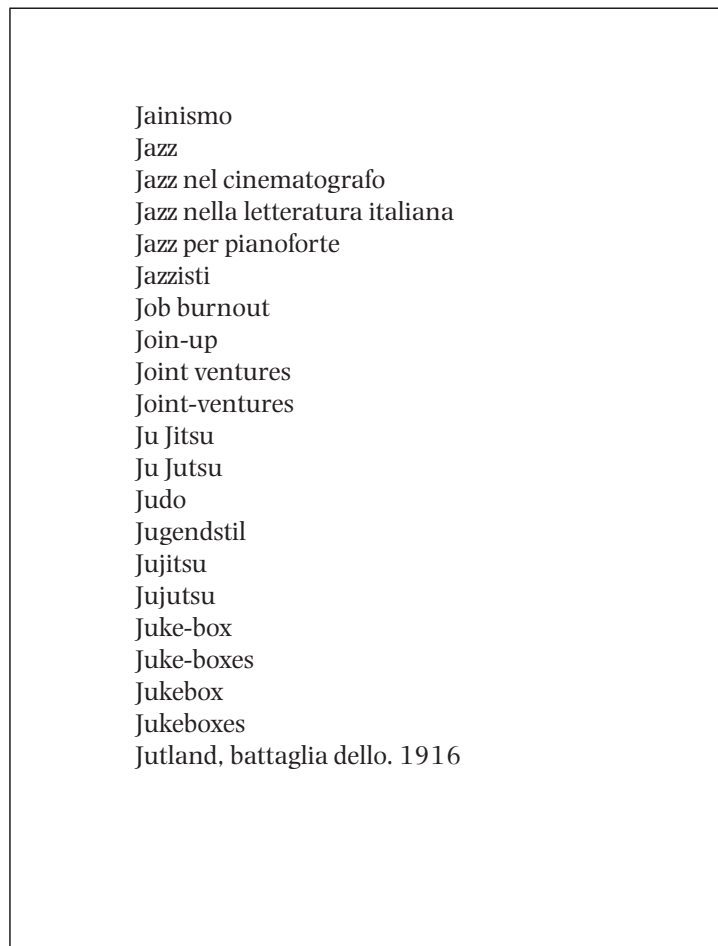 Jainismo
Jazz
Jazz nel cinematografo
Jazz nella letteratura italiana
Jazz per pianoforte
Jazzisti
Job burnout
Join-up
Joint ventures
Joint-ventures
Ju Jitsu
Ju Jutsu
Judo
Jugendstil
Jujitsu
Jujutsu
Juke-box
Juke-boxes
Jukebox
Jukeboxes
Jutland, battaglia dello. 1916